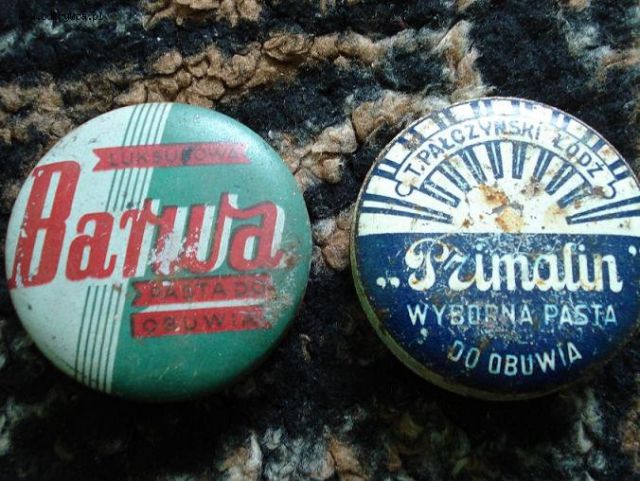 LUKSUSOWA
Barwa
PASTA DO
OBUWIA
T. PAŁCZYŃSKI ŁÓDŹ
„Primalin"
WYBORNA PASTA
DO OBUWIA